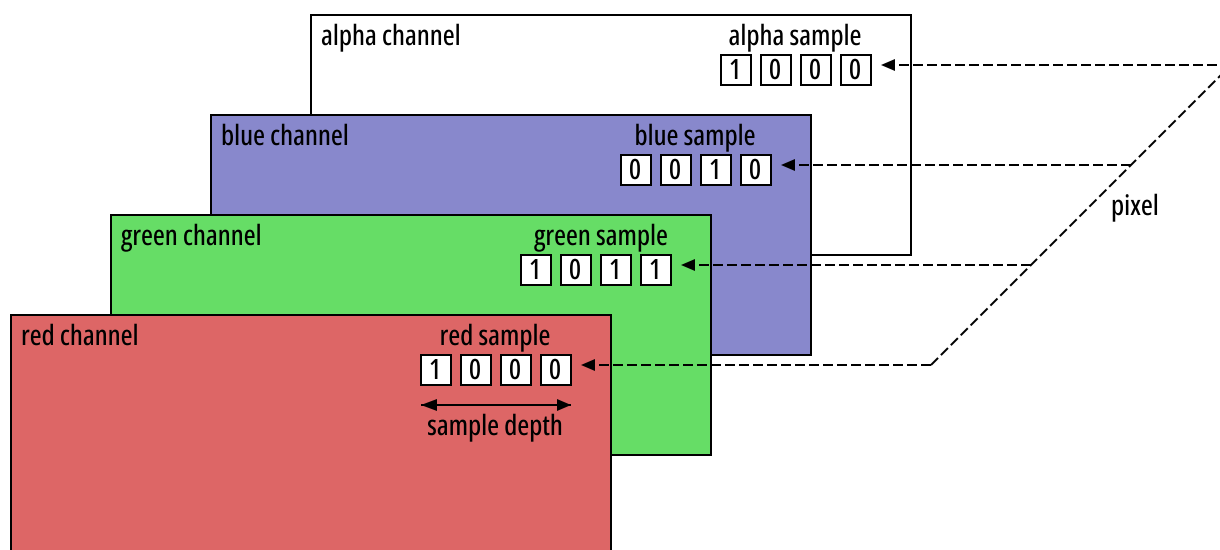 alpha channel
alpha sample
1 0 0 0
blue channel
blue sample
0 0 1 0
pixel
green channel
green sample
1 0 1 1
red channel
red sample
1 0 0 0
sample depth